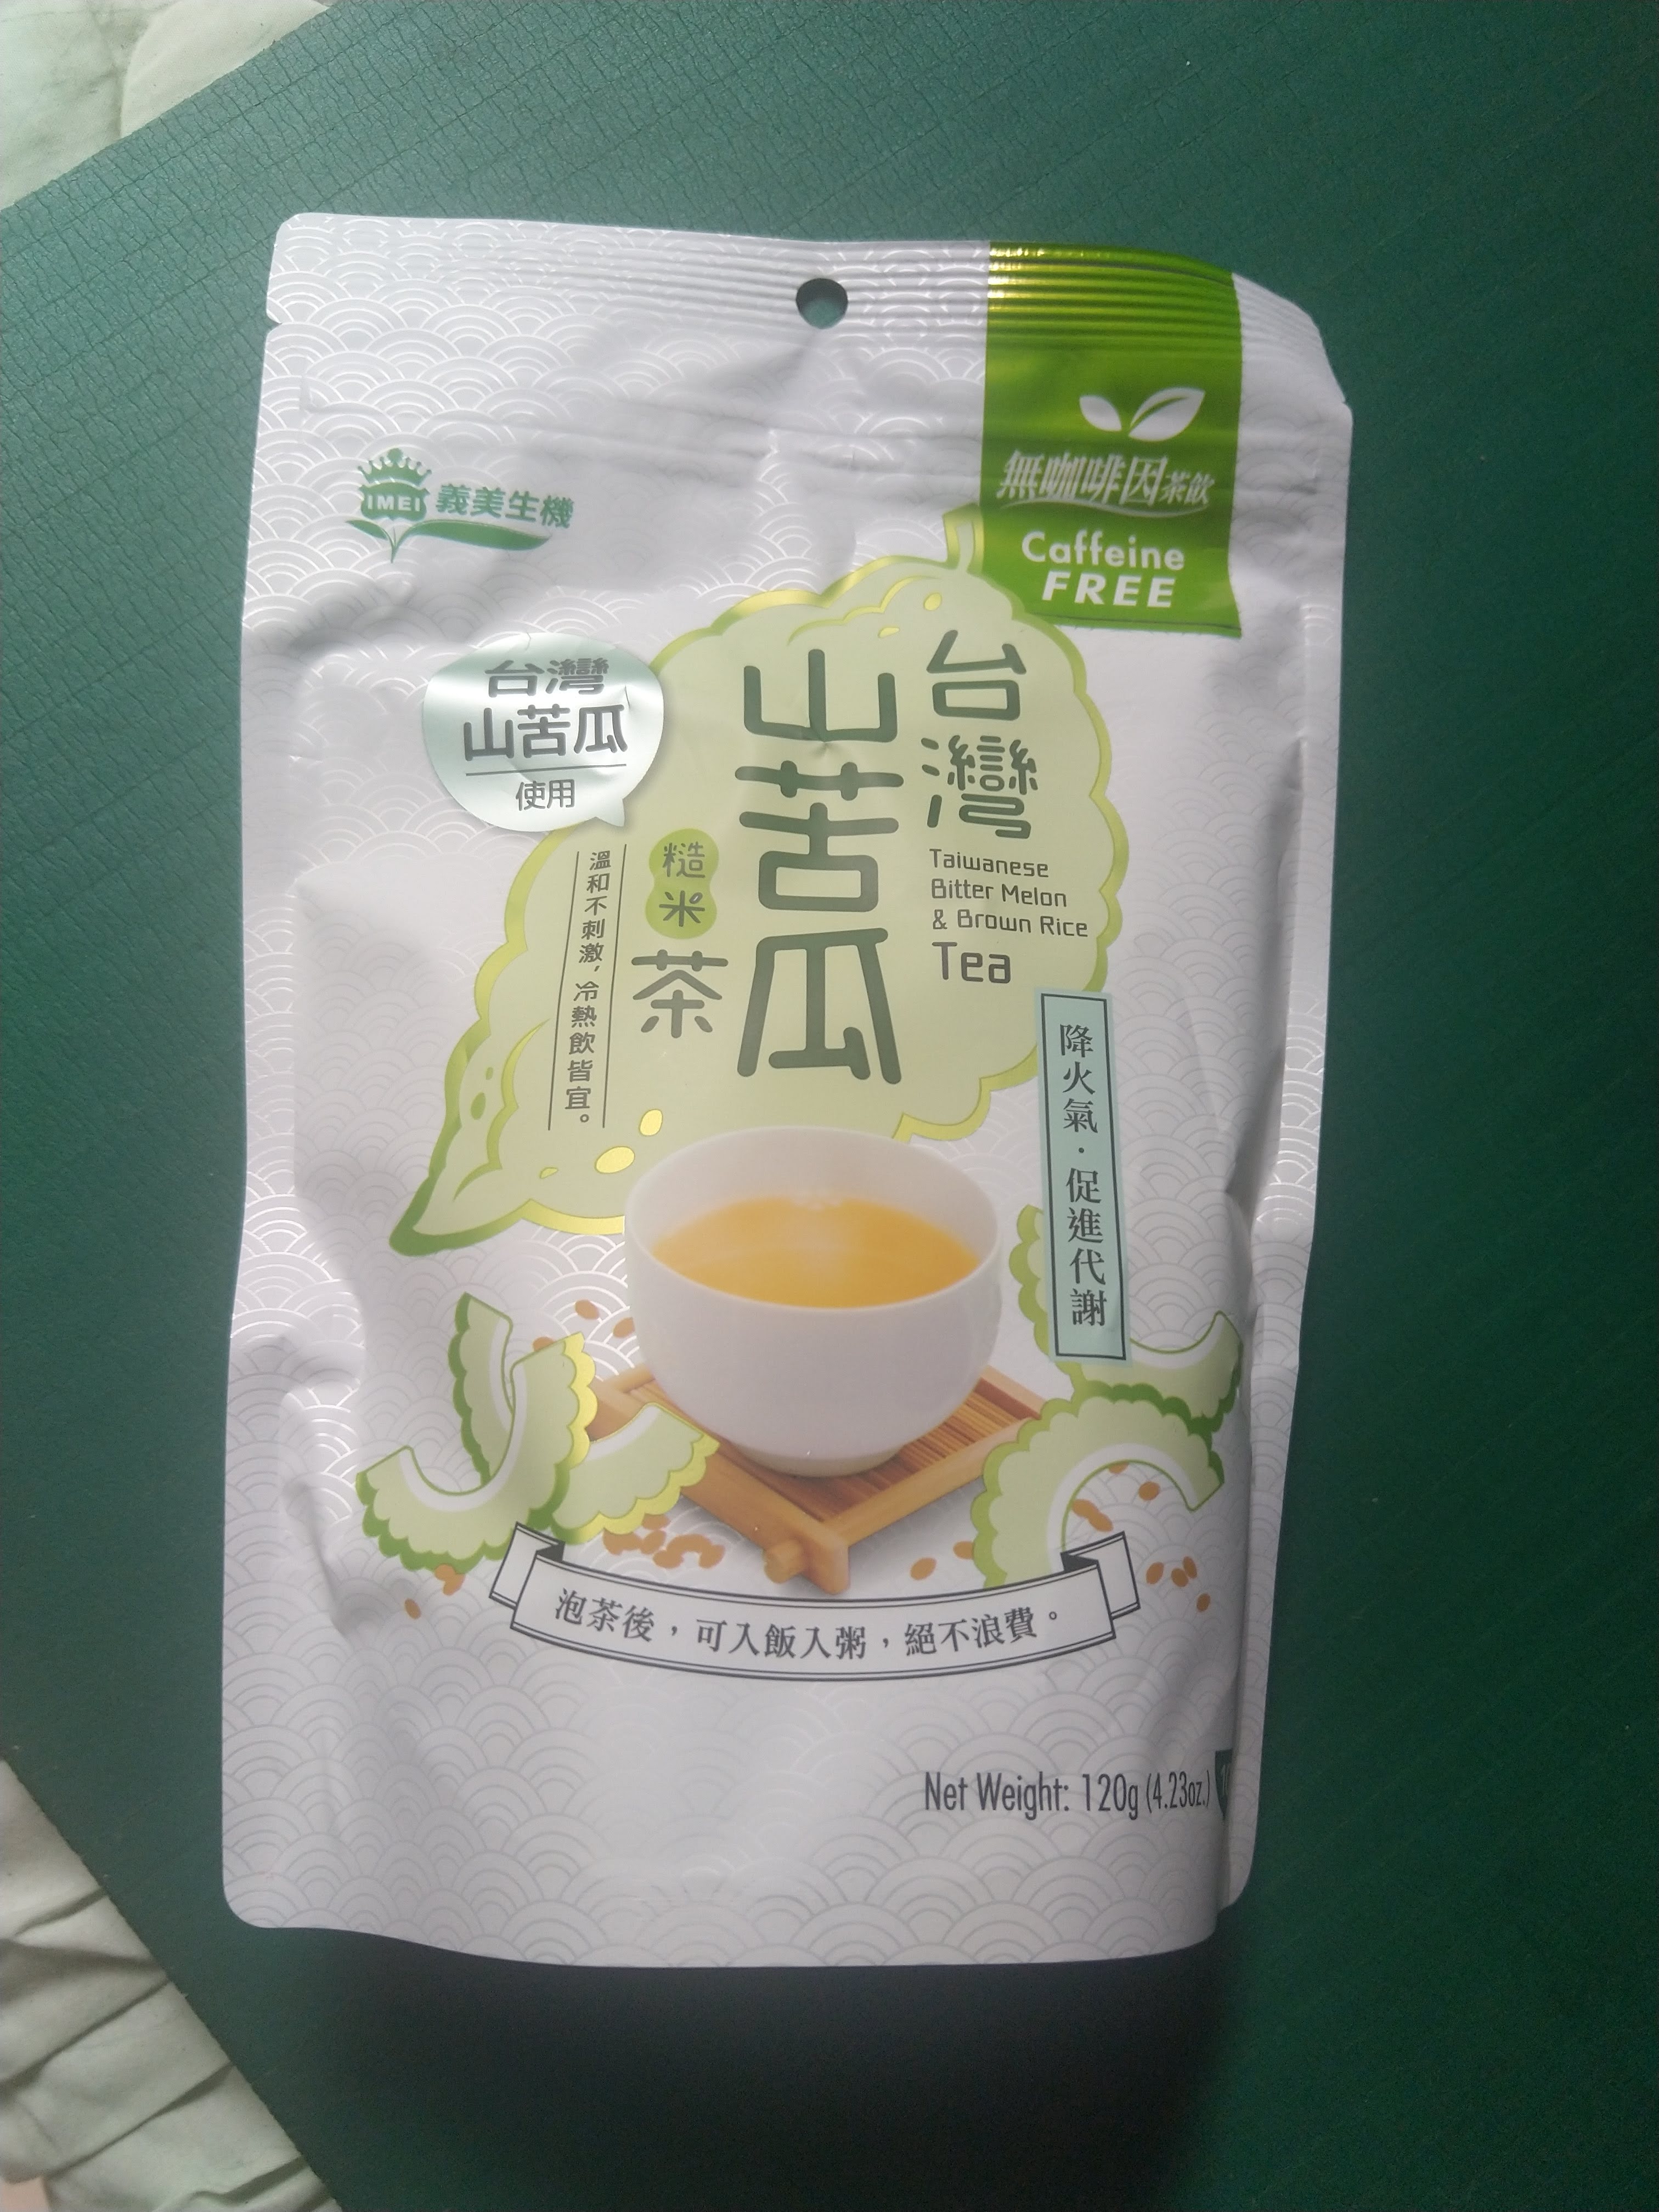 IMEI 義美生機
無咖啡因茶飲
Caffeine
FREE
台灣
山苦瓜
使用
台灣
山苦瓜
糙米
茶
Taiwanese
Bitter Melon
& Brown Rice
Tea
溫和不刺激,冷熱飲皆宜。
降火氣・促進代謝
泡茶後,可入飯入粥,絕不浪費。
Net Weight: 120g (4.23oz.)